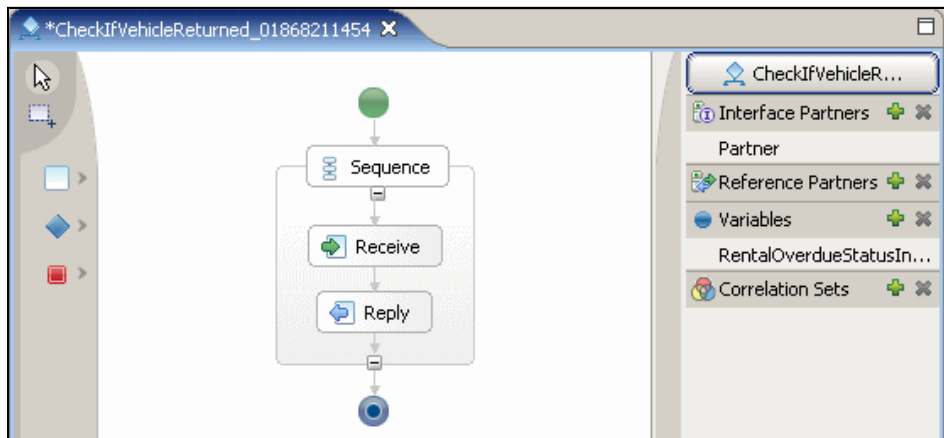 *CheckIfVehicleReturned_01868211454
CheckIfVehicleR...
Interface Partners
Partner
Reference Partners
Variables
RentalOverdueStatusIn...
Correlation Sets
Sequence
Receive
Reply